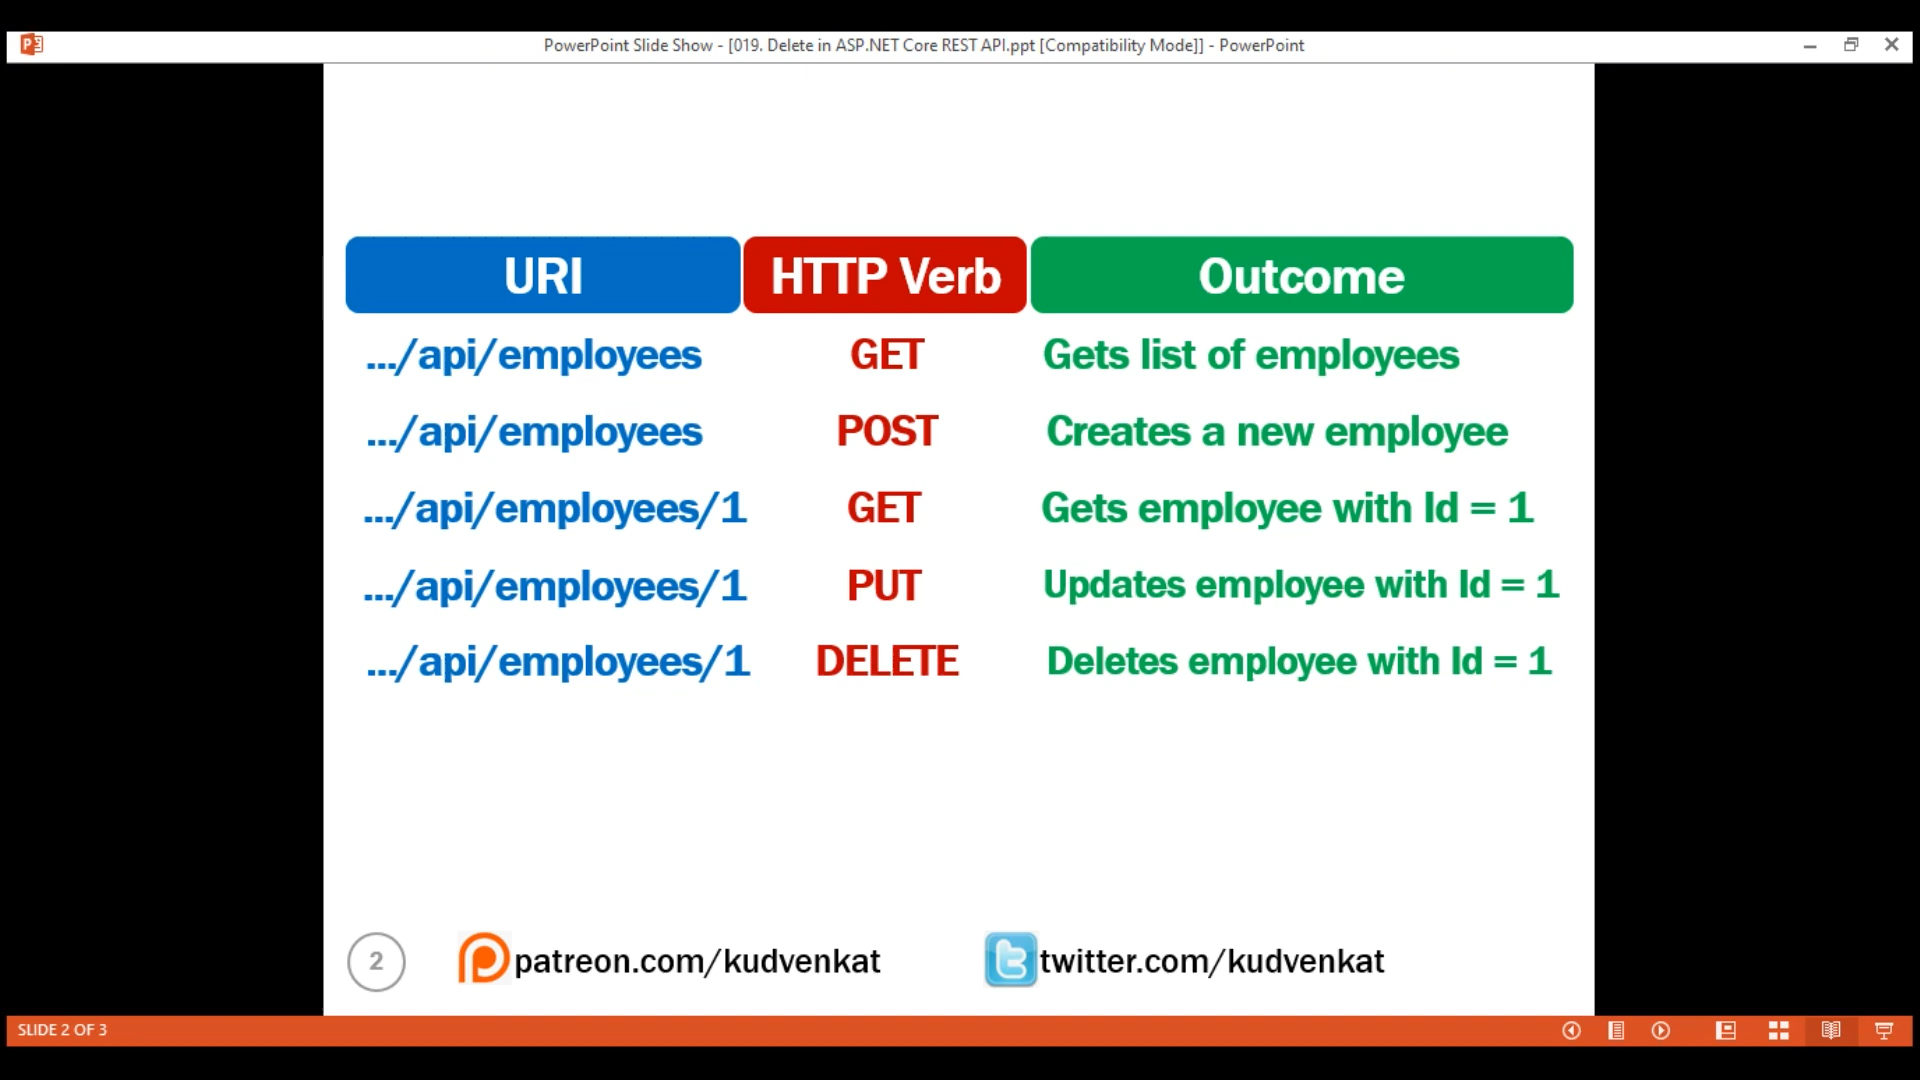 PowerPoint Slide Show - [019. Delete in ASP.NET Core REST API.ppt [Compatibility Mode]] - PowerPoint
URI HTTP Verb Outcome
.../api/employees GET Gets list of employees
.../api/employees POST Creates a new employee
.../api/employees/1 GET Gets employee with Id = 1
.../api/employees/1 PUT Updates employee with Id = 1
.../api/employees/1 DELETE Deletes employee with Id = 1
2 patreon.com/kudvenkat twitter.com/kudvenkat
SLIDE 2 OF 3